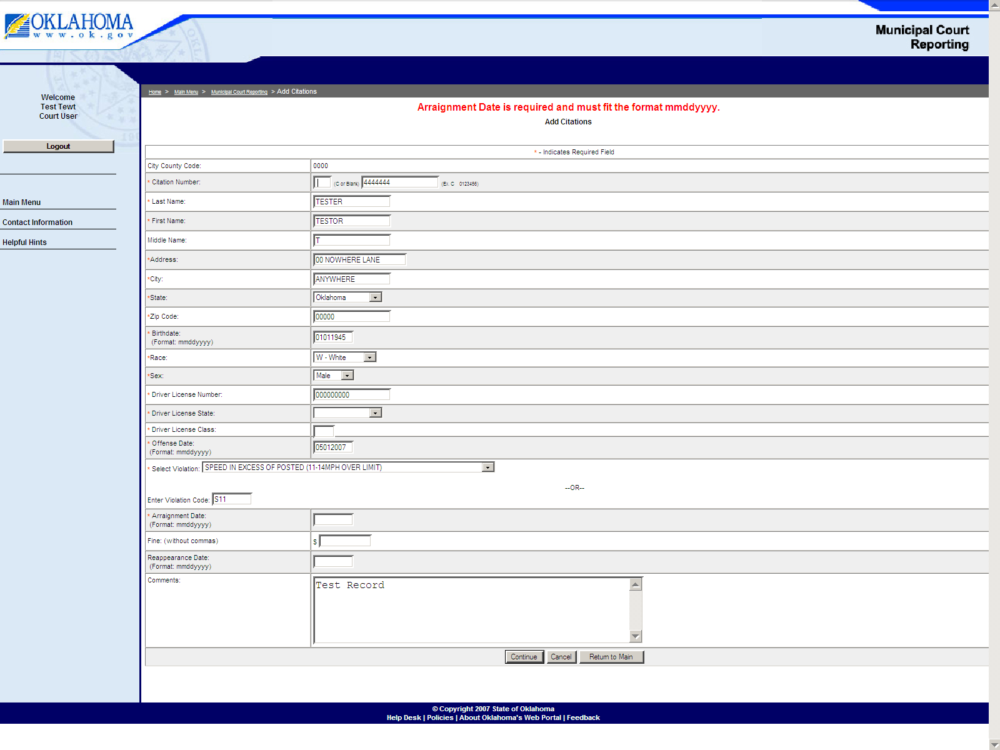 OKLAHOMA
www.ok.gov
Municipal Court
Reporting
Welcome
Test Tewt
Court User
Logout
Main Menu
Contact Information
Helpful Hints
Home > Main Menu > Municipal Court Reporting > Add Citations
Arraignment Date is required and must fit the format mmddyyyy.
Add Citations
* - Indicates Required Field
City County Code: 0000
* Citation Number: (C or Blank) 4444444 (Ex. C 0123456)
* Last Name: TESTER
* First Name: TESTOR
Middle Name: T
*Address: 00 NOWHERE LANE
*City: ANYWHERE
*State: Oklahoma
*Zip Code: 00000
* Birthdate: 01011945
(Format: mmddyyyy)
*Race: W - White
*Sex: Male
* Driver License Number: 000000000
* Driver License State:
* Driver License Class:
* Offense Date: 05012007
(Format: mmddyyyy)
* Select Violation: SPEED IN EXCESS OF POSTED (11-14MPH OVER LIMIT)
--OR--
Enter Violation Code: S11
* Arraignment Date:
(Format: mmddyyyy)
Fine: (without commas) $
Reappearance Date:
(Format: mmddyyyy)
Comments: Test Record
Continue Cancel Return to Main
© Copyright 2007 State of Oklahoma
Help Desk | Policies | About Oklahoma's Web Portal | Feedback